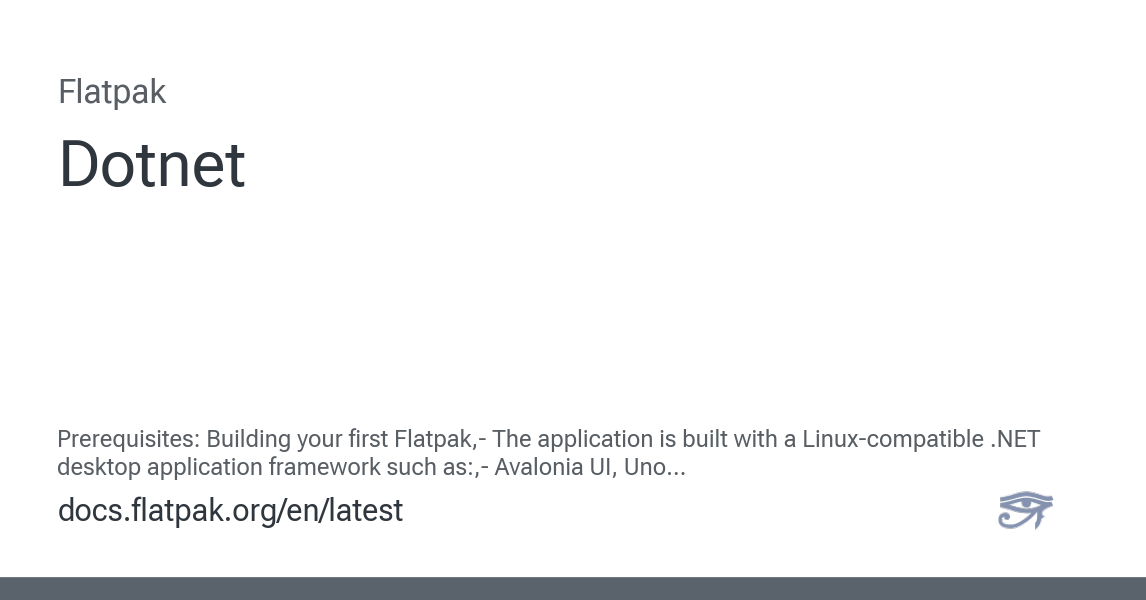 Flatpak
Dotnet
Prerequisites: Building your first Flatpak,- The application is built with a Linux-compatible .NET
desktop application framework such as:,- Avalonia UI, Uno...
docs.flatpak.org/en/latest